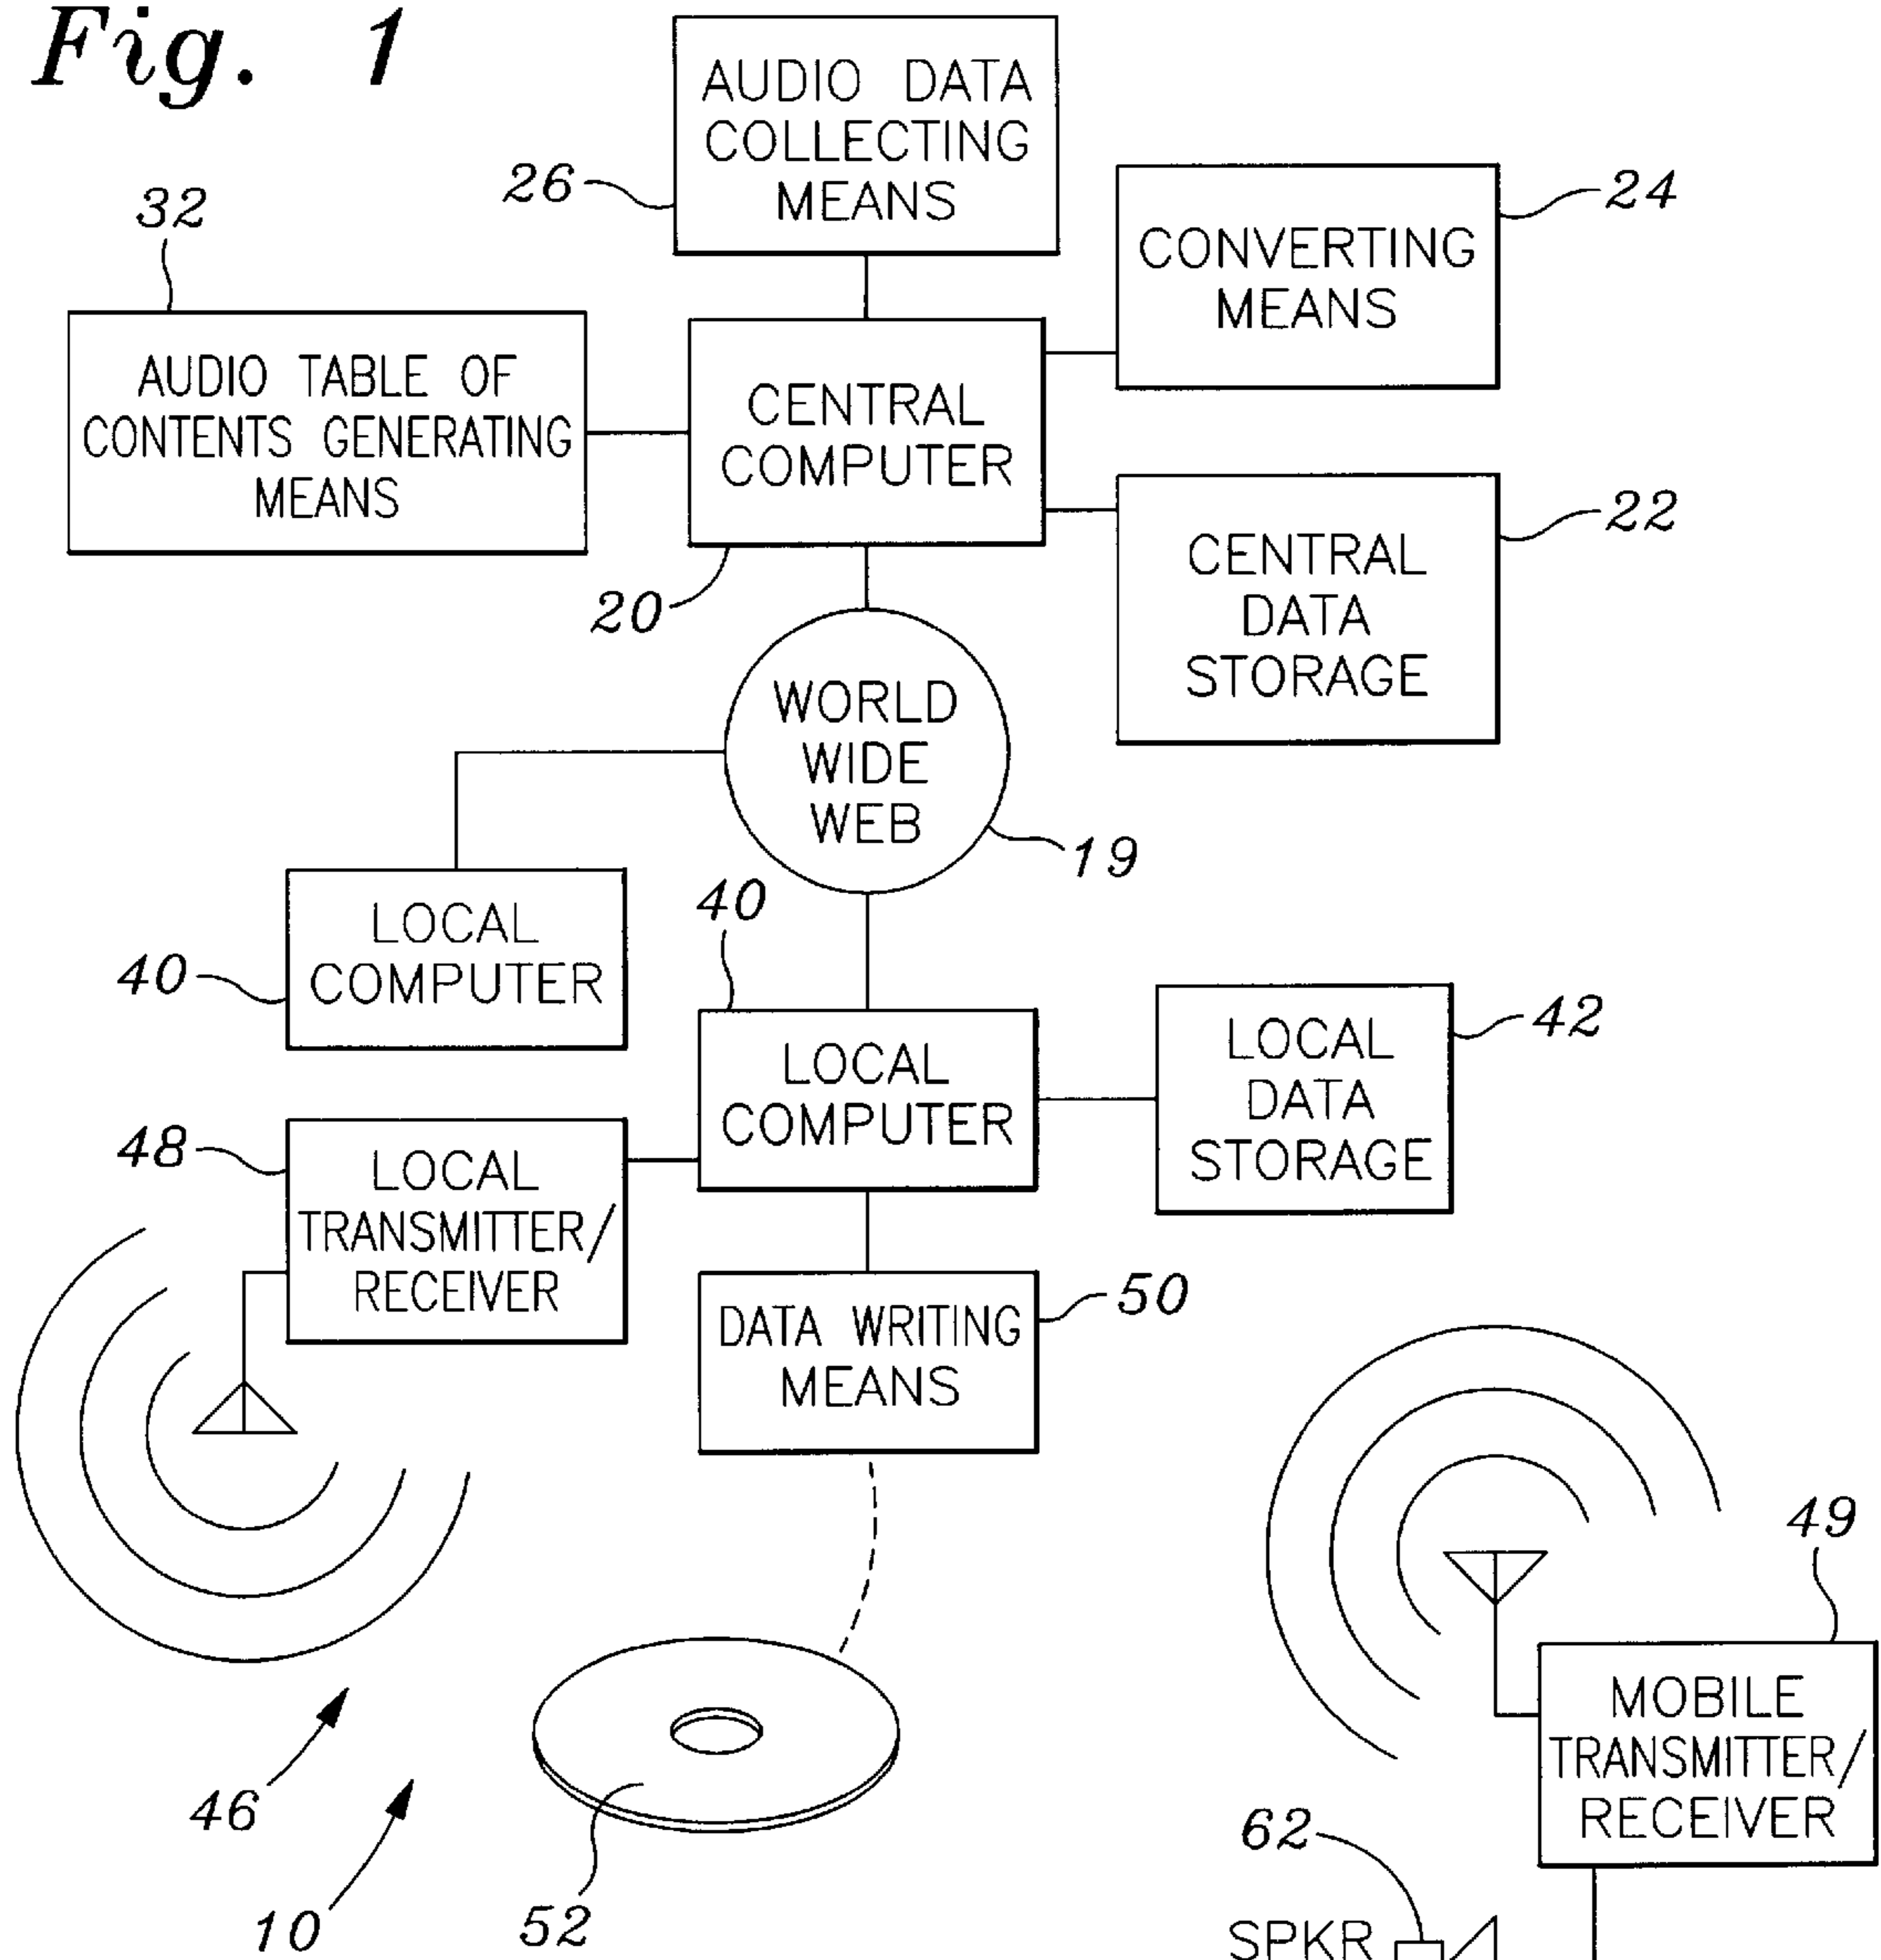 Fig. 1
AUDIO DATA
COLLECTING
MEANS
26
32
CONVERTING
MEANS
24
AUDIO TABLE OF
CONTENTS GENERATING
MEANS
CENTRAL
COMPUTER
20
CENTRAL
DATA
STORAGE
22
WORLD
WIDE
WEB
19
LOCAL
COMPUTER
40
40
LOCAL
COMPUTER
LOCAL
DATA
STORAGE
42
48
LOCAL
TRANSMITTER/
RECEIVER
DATA WRITING
MEANS
50
49
MOBILE
TRANSMITTER/
RECEIVER
46
10
52
62
SPKR